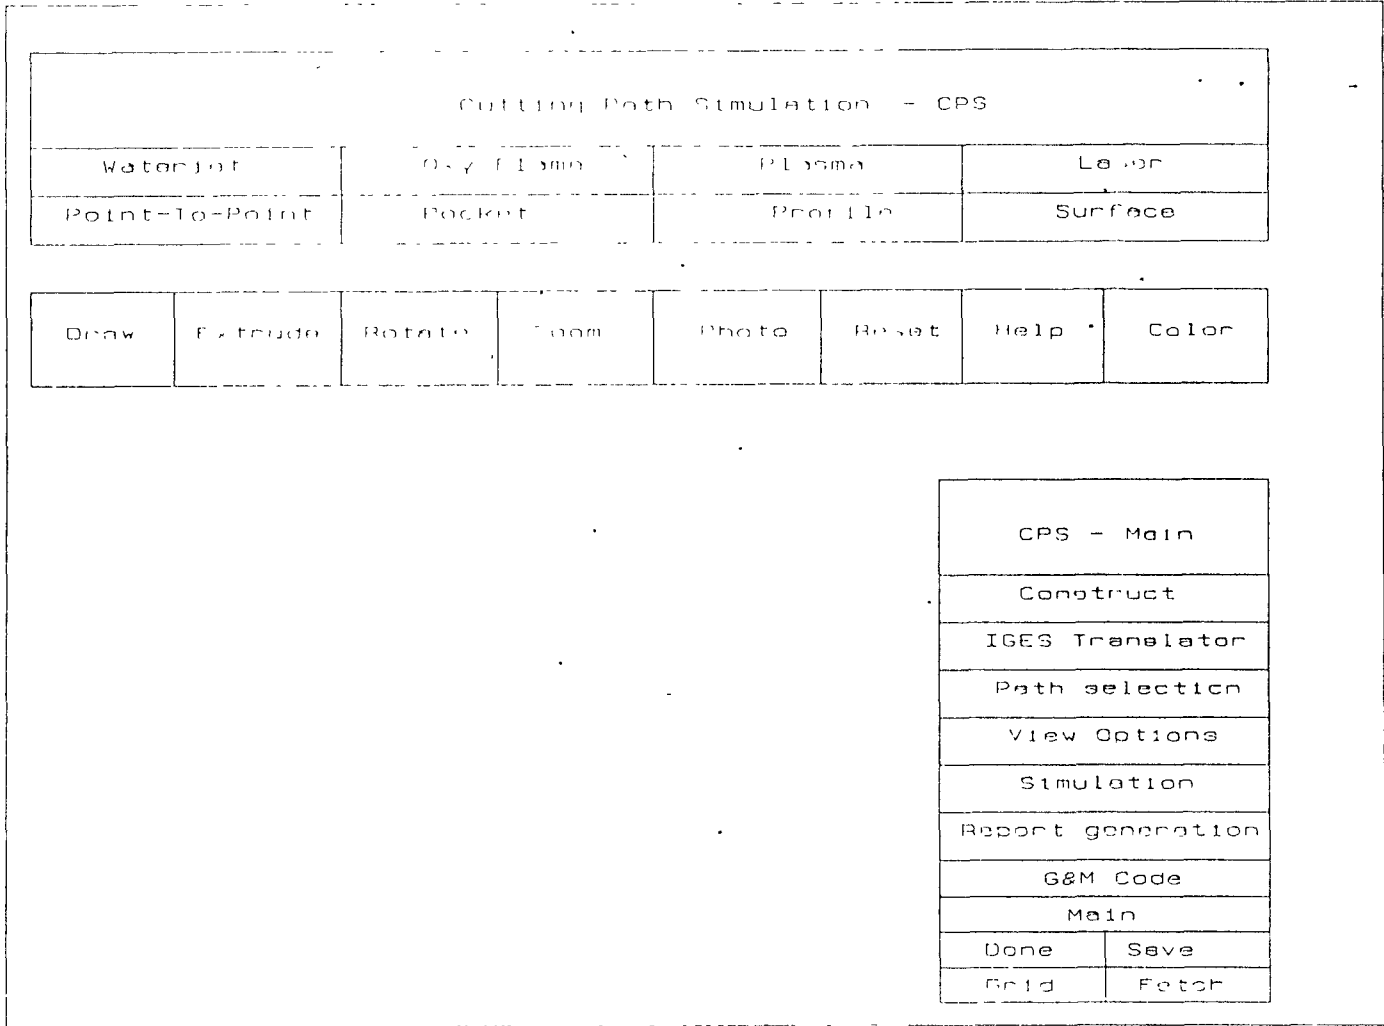 Cutting Path Simulation - CPS
Waterjet Oxy Flame Plasma Laser
Point-To-Point Pocket Profile Surface
Draw Extrude Rotate Zoom Photo Reset Help Color
CPS - Main
Construct
IGES Translator
Path selection
View Options
Simulation
Report generation
G&M Code
Main
Done Save
Grid Fetch